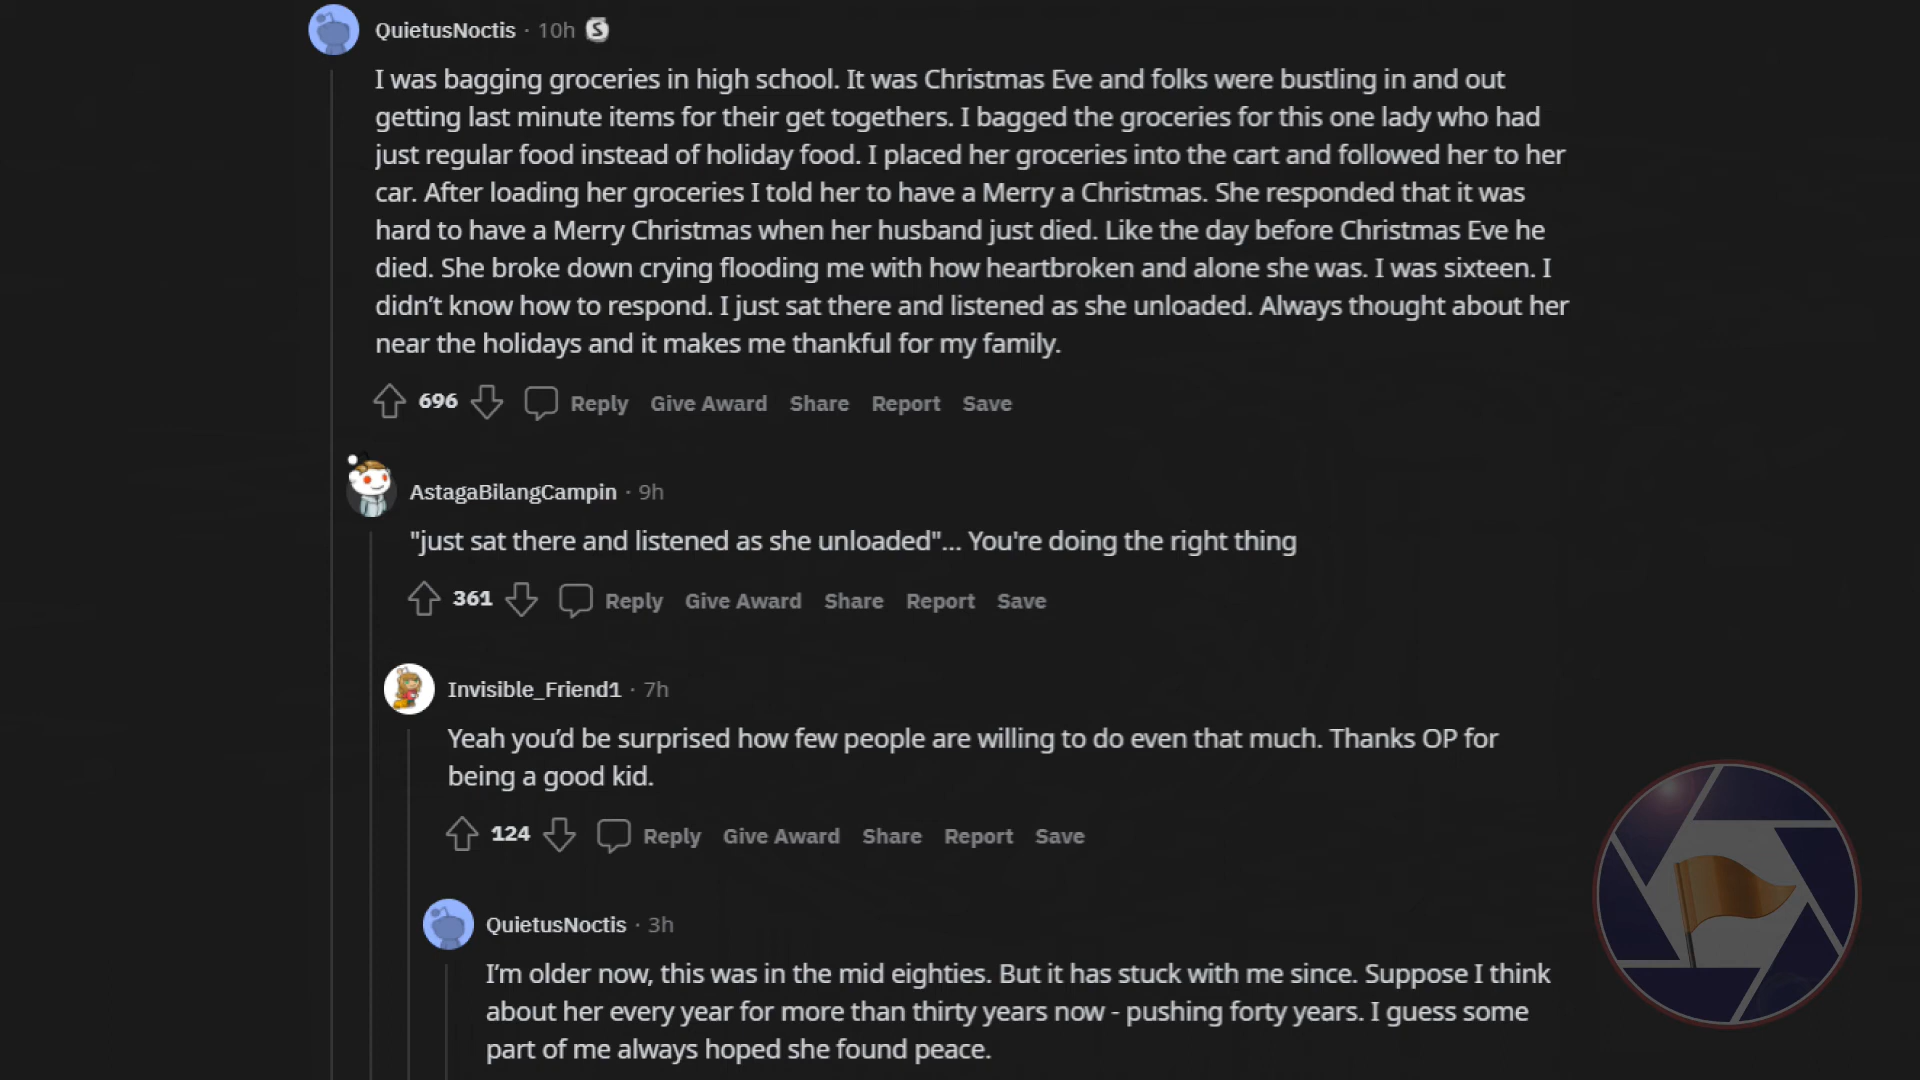 QuietusNoctis · 10h S
I was bagging groceries in high school. It was Christmas Eve and folks were bustling in and out
getting last minute items for their get togethers. I bagged the groceries for this one lady who had
just regular food instead of holiday food. I placed her groceries into the cart and followed her to her
car. After loading her groceries I told her to have a Merry a Christmas. She responded that it was
hard to have a Merry Christmas when her husband just died. Like the day before Christmas Eve he
died. She broke down crying flooding me with how heartbroken and alone she was. I was sixteen. I
didn’t know how to respond. I just sat there and listened as she unloaded. Always thought about her
near the holidays and it makes me thankful for my family.
696 Reply Give Award Share Report Save
AstagaBilangCampin · 9h
"just sat there and listened as she unloaded"... You're doing the right thing
361 Reply Give Award Share Report Save
Invisible_Friend1 · 7h
Yeah you’d be surprised how few people are willing to do even that much. Thanks OP for
being a good kid.
124 Reply Give Award Share Report Save
QuietusNoctis · 3h
I’m older now, this was in the mid eighties. But it has stuck with me since. Suppose I think
about her every year for more than thirty years now - pushing forty years. I guess some
part of me always hoped she found peace.